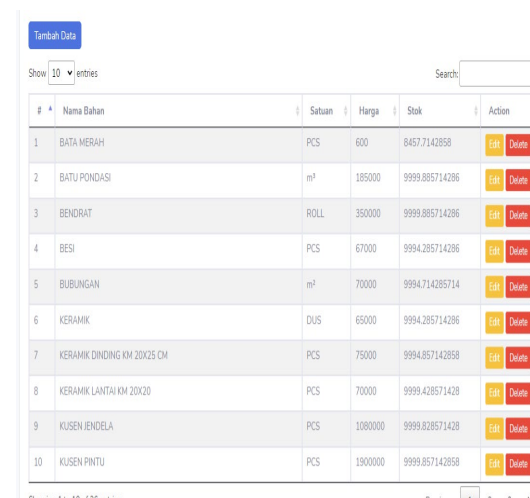 Tambah Data
Show 10 entries Search:
# Nama Bahan Satuan Harga Stok Action
1 BATA MERAH PCS 600 8457.7142858 Edit Delete
2 BATU PONDASI m³ 185000 9999.885714286 Edit Delete
3 BENDRAT ROLL 350000 9999.885714286 Edit Delete
4 BESI PCS 67000 9994.285714286 Edit Delete
5 BUBUNGAN m³ 70000 9994.714285714 Edit Delete
6 KERAMIK DUS 65000 9994.285714286 Edit Delete
7 KERAMIK DINDING KM 20X25 CM PCS 75000 9994.857142858 Edit Delete
8 KERAMIK LANTAI KM 20X20 PCS 70000 9999.428571428 Edit Delete
9 KUSEN JENDELA PCS 1080000 9999.828571428 Edit Delete
10 KUSEN PINTU PCS 1900000 9999.857142858 Edit Delete